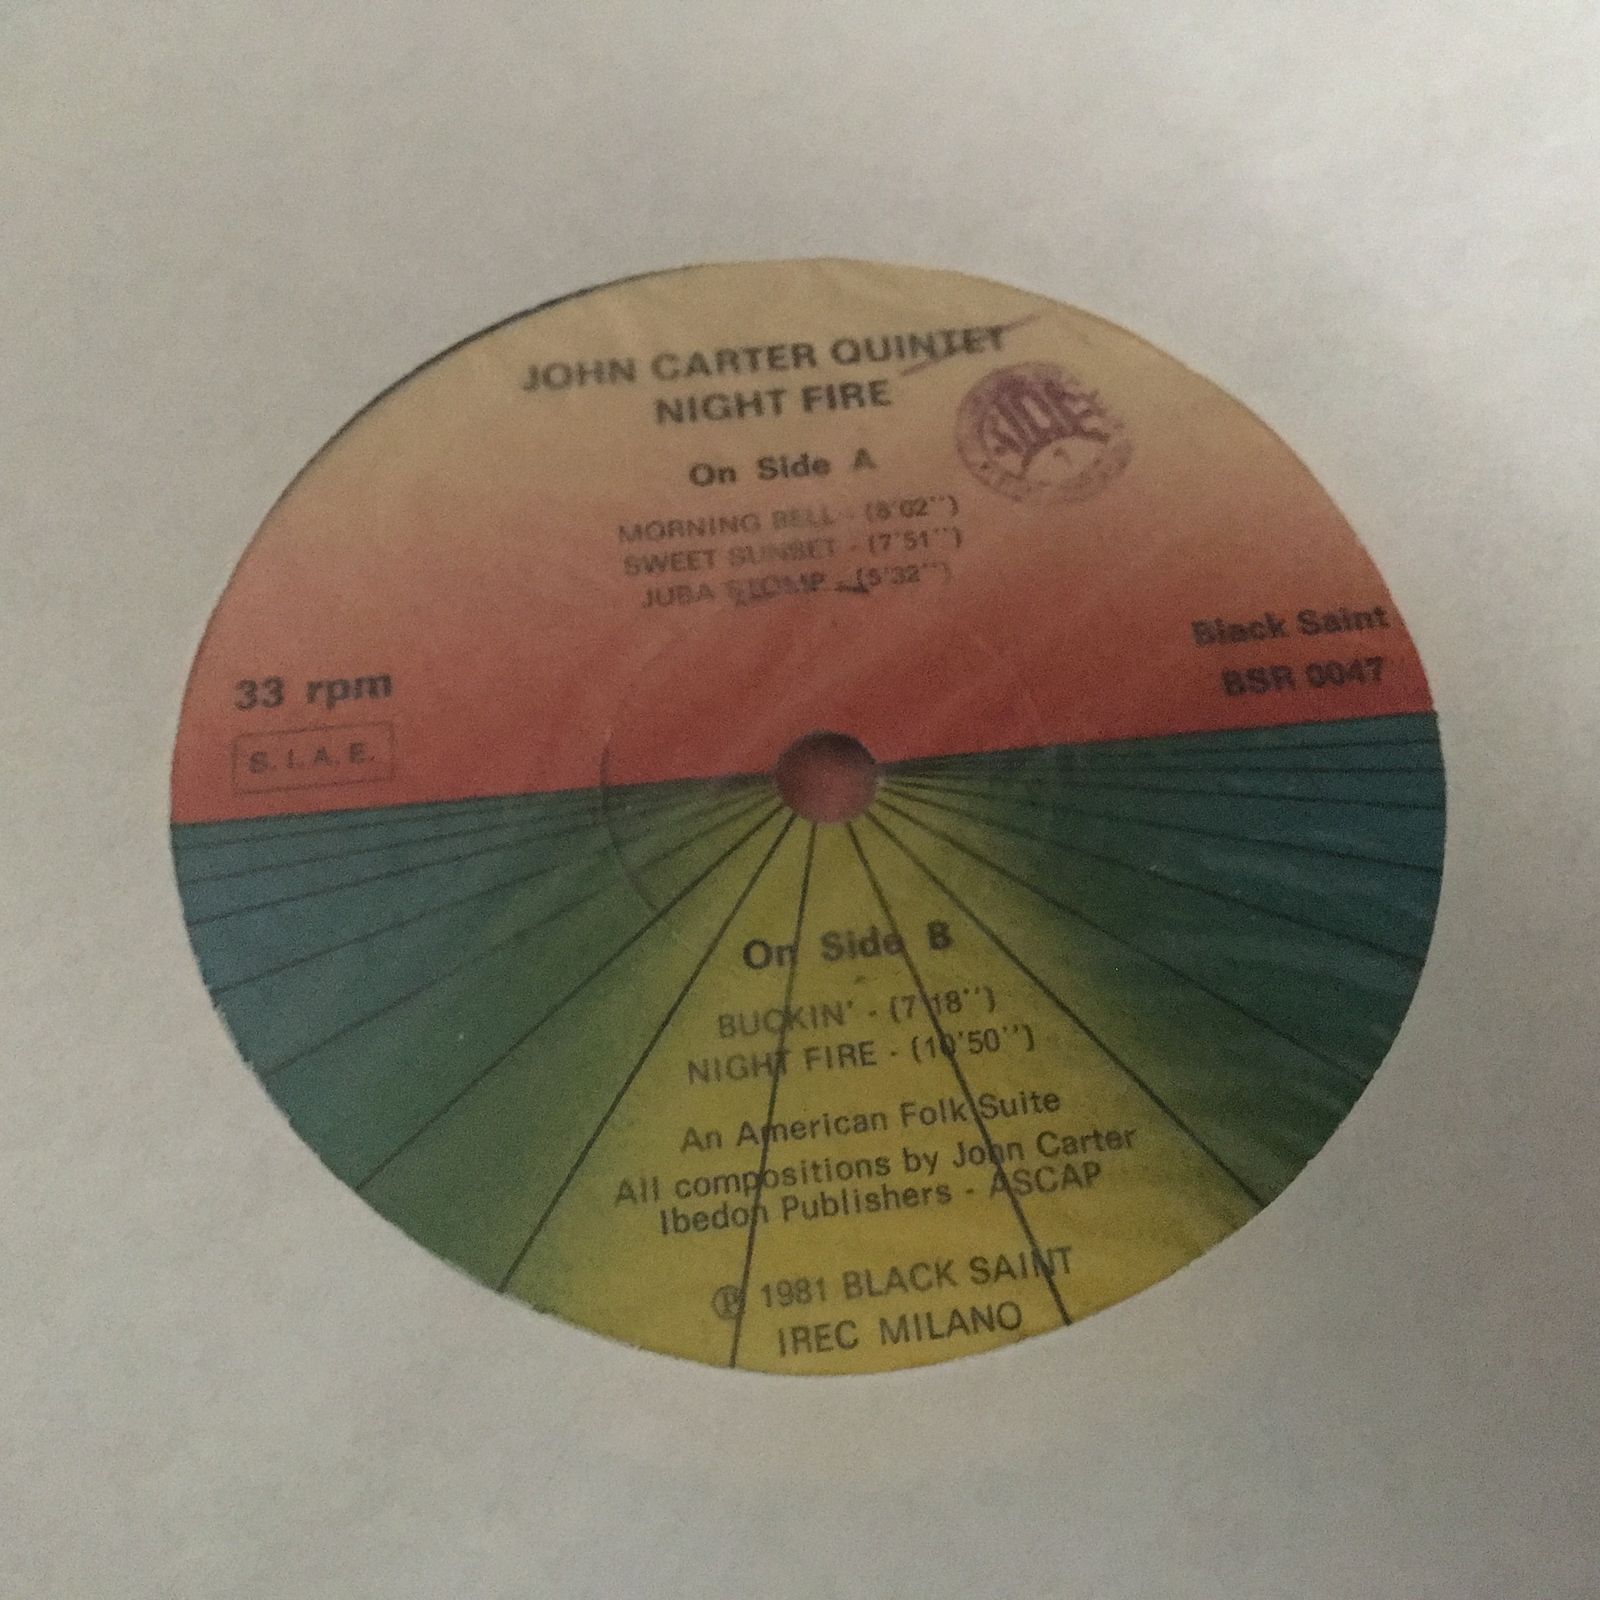 JOHN CARTER QUINTET
NIGHT FIRE
On Side A
MORNING BELL - (8'02'')
SWEET SUNSET - (7'51'')
JUBA STOMP - (5'32'')
33 rpm
S. I. A. E.
Black Saint
BSR 0047
On Side B
BUCKIN' - (7'18'')
NIGHT FIRE - (10'50'')
An American Folk Suite
All compositions by John Carter
Ibedon Publishers - ASCAP
Ⓟ 1981 BLACK SAINT
IREC MILANO